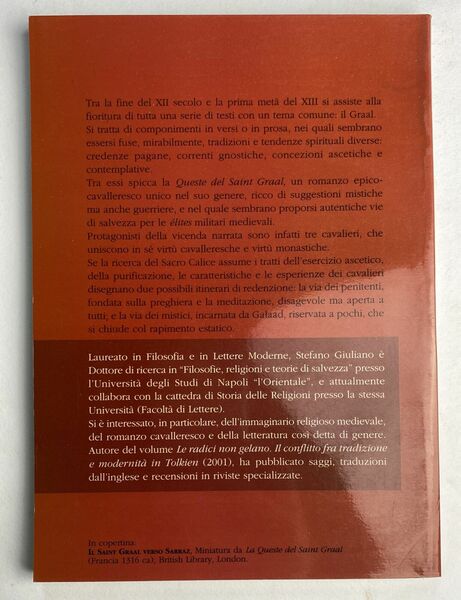 Tra la fine del XII secolo e la prima metà del XIII si assiste alla
fioritura di tutta una serie di testi con un tema comune: il Graal.
Si tratta di componimenti in versi o in prosa, nei quali sembrano
essersi fuse, mirabilmente, tradizioni e tendenze spirituali diverse:
credenze pagane, correnti gnostiche, concezioni ascetiche e
contemplative.
Tra essi spicca la Queste del Saint Graal, un romanzo epico-
cavalleresco unico nel suo genere, ricco di suggestioni mistiche
ma anche guerriere, e nel quale sembrano proporsi autentiche vie
di salvezza per le élites militari medievali.
Protagonisti della vicenda narrata sono infatti tre cavalieri, che
uniscono in sé virtù cavalleresche e virtù monastiche.
Se la ricerca del Sacro Calice assume i tratti dell'esercizio ascetico,
della purificazione, le caratteristiche e le esperienze dei cavalieri
disegnano due possibili itinerari di redenzione: la via dei penitenti,
fondata sulla preghiera e la meditazione, disagevole ma aperta a
tutti; e la via dei mistici, incarnata da Galaad, riservata a pochi, che
si chiude col rapimento estatico.
Laureato in Filosofia e in Lettere Moderne, Stefano Giuliano è
Dottore di ricerca in "Filosofie, religioni e teorie di salvezza" presso
l'Università degli Studi di Napoli "l'Orientale", e attualmente
collabora con la cattedra di Storia delle Religioni presso la stessa
Università (Facoltà di Lettere).
Si è interessato, in particolare, dell'immaginario religioso medievale,
del romanzo cavalleresco e della letteratura così detta di genere.
Autore del volume Le radici non gelano. Il conflitto fra tradizione
e modernità in Tolkien (2001), ha pubblicato saggi, traduzioni
dall'inglese e recensioni in riviste specializzate.
In copertina:
IL SAINT GRAAL VERSO SARRAZ, Miniatura da La Queste del Saint Graal
(Francia 1316 ca), British Library, London.